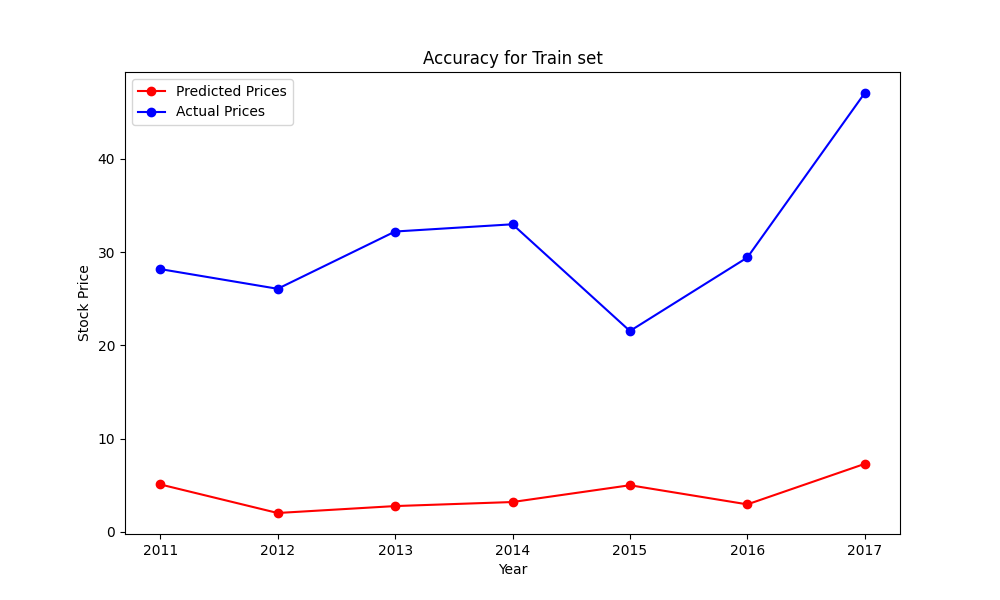 Accuracy for Train set
Predicted Prices
Actual Prices
Stock Price
40
30
20
10
0
2011 2012 2013 2014 2015 2016 2017
Year